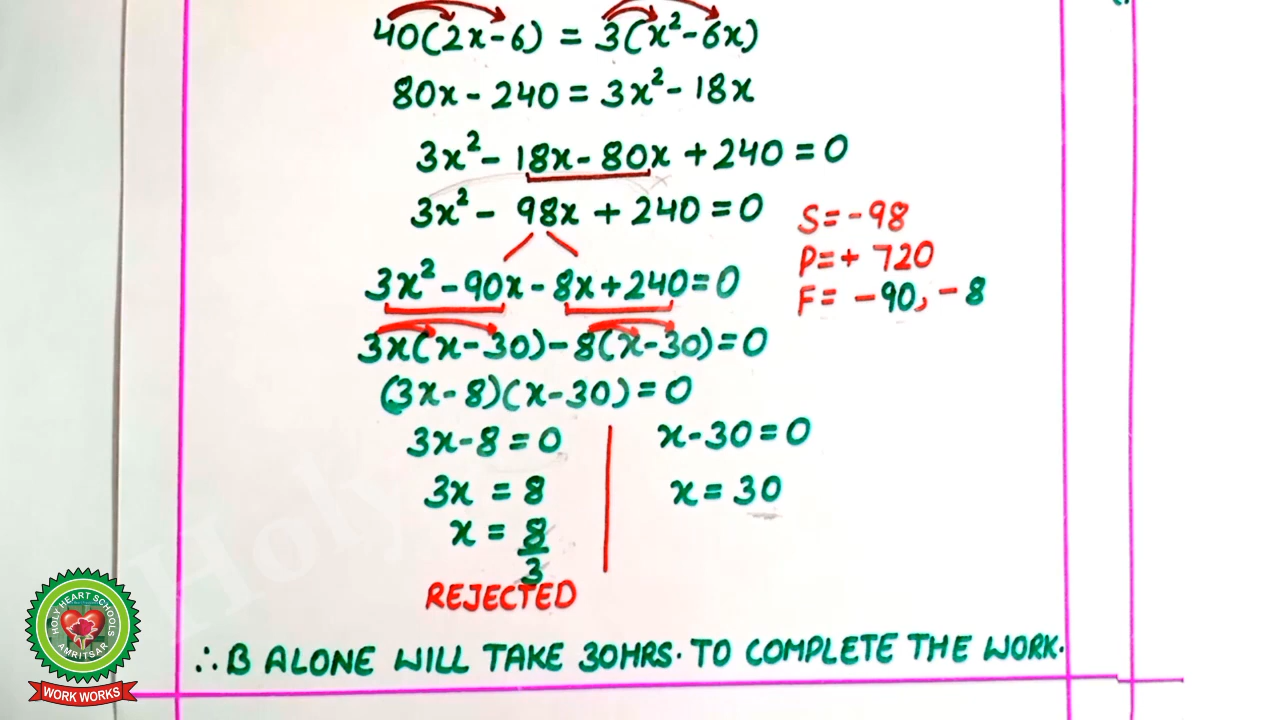 40(2x-6) = 3(x²-6x)
80x - 240 = 3x² - 18x
3x² - 18x - 80x + 240 = 0
3x² - 98x + 240 = 0
S = -98
P = + 720
F = -90, -8
3x² - 90x - 8x + 240 = 0
3x(x-30) - 8(x-30) = 0
(3x-8)(x-30) = 0
3x-8 = 0
3x = 8
x = 8/3
REJECTED
x-30 = 0
x = 30
∴ B ALONE WILL TAKE 30HRS. TO COMPLETE THE WORK.
Holy
HOLY HEART SCHOOLS
AMRITSAR
WORK WORKS